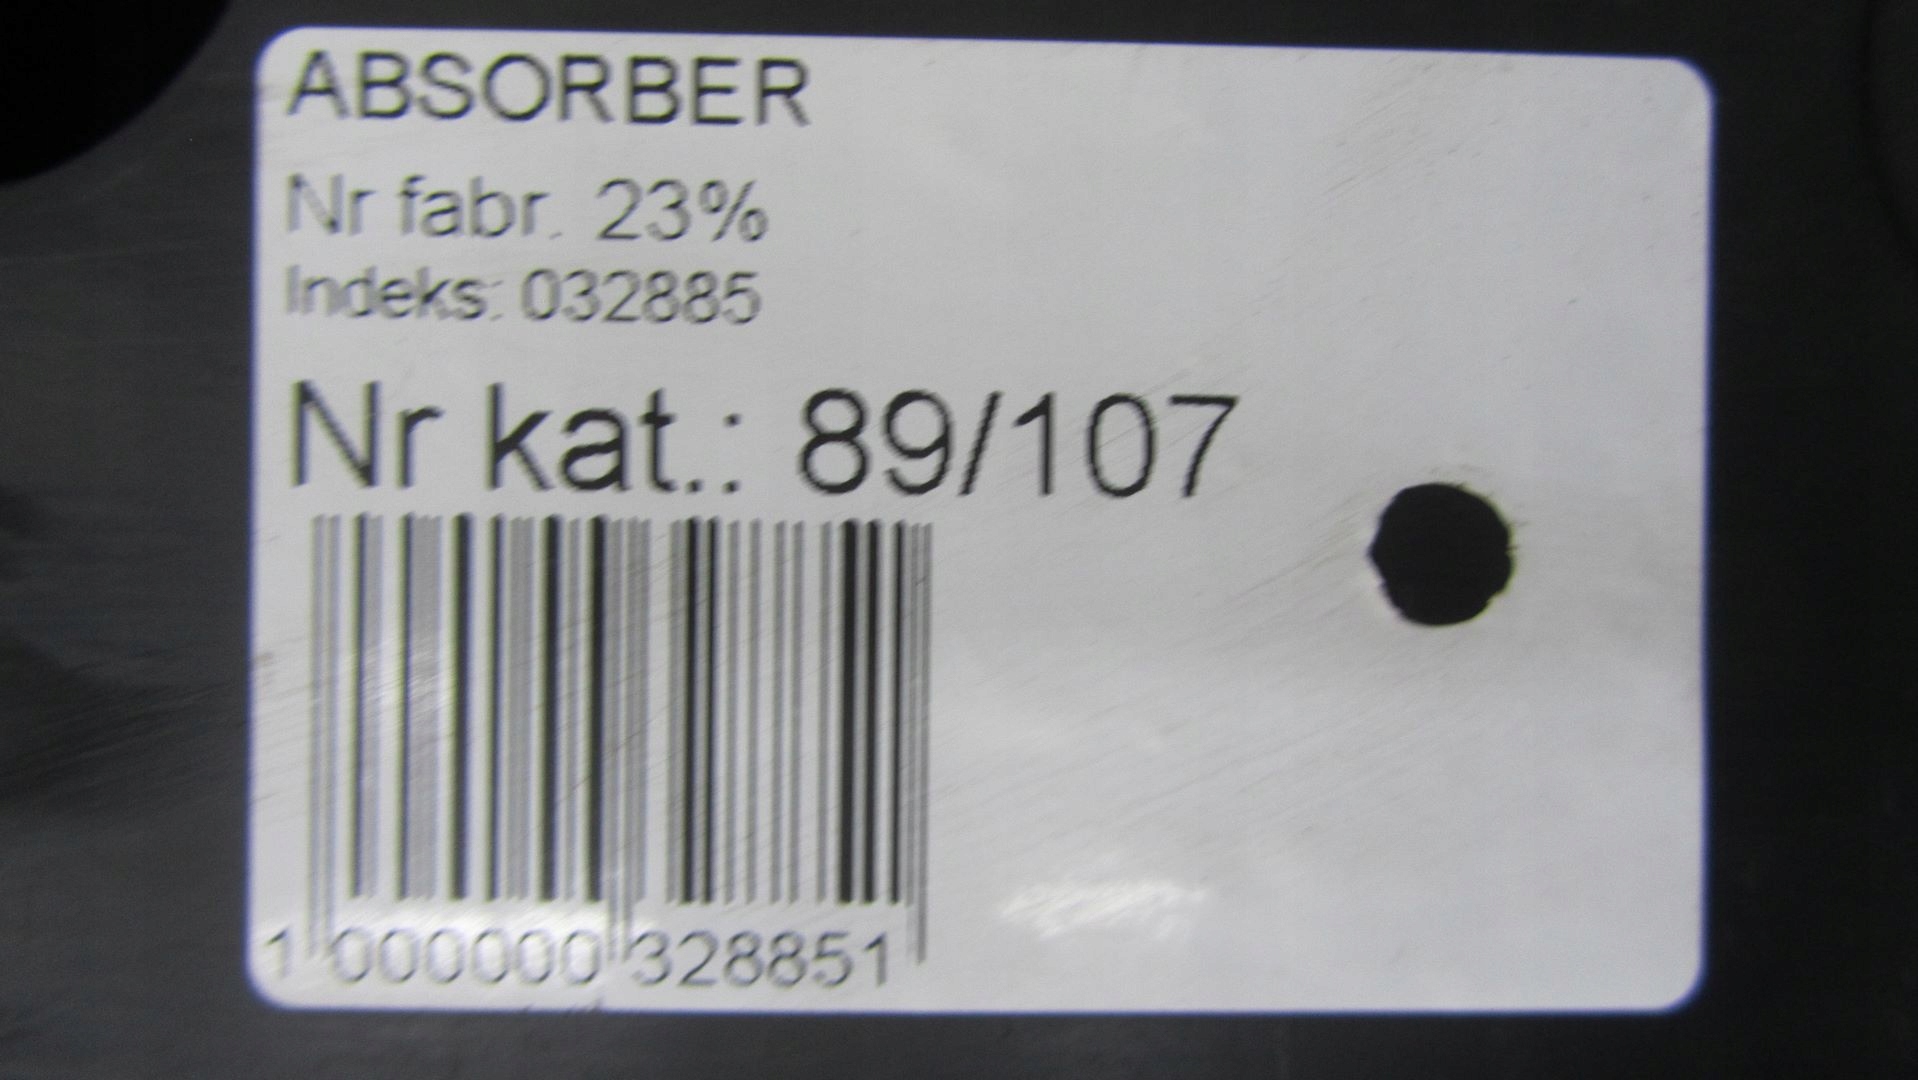 ABSORBER
Nr fabr. 23%
Indeks: 032885
Nr kat.: 89/107
1 000000 328851